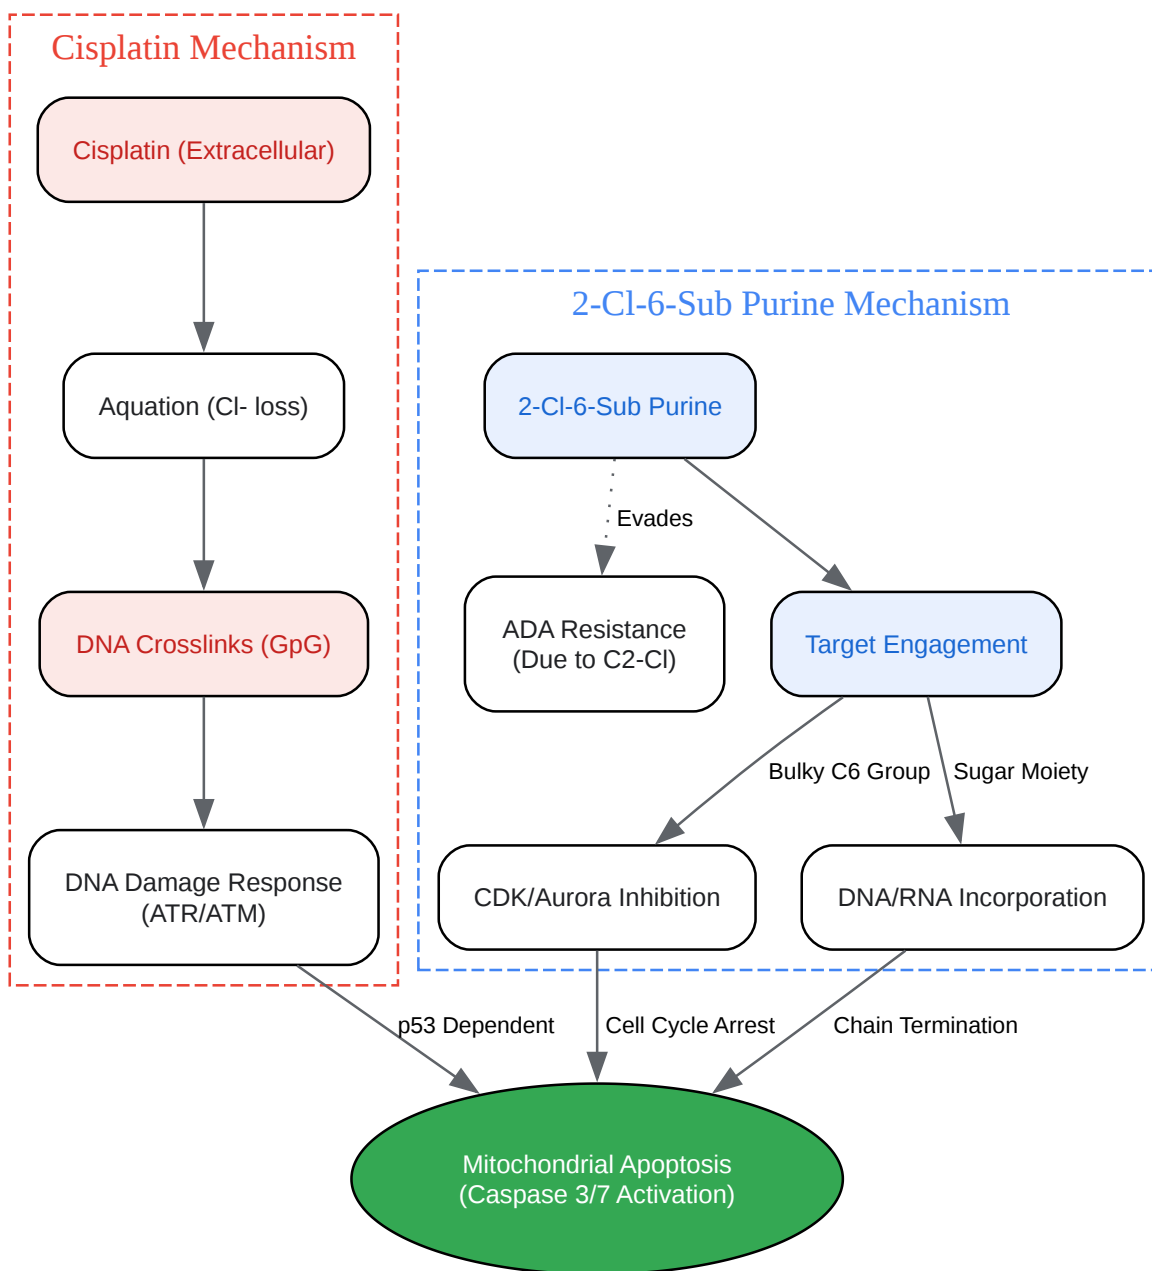 Cisplatin Mechanism
Cisplatin (Extracellular)
Aquation (Cl- loss)
DNA Crosslinks (GpG)
DNA Damage Response
(ATR/ATM)
2-Cl-6-Sub Purine Mechanism
2-Cl-6-Sub Purine
Evades
ADA Resistance
(Due to C2-Cl)
Target Engagement
Bulky C6 Group
Sugar Moiety
CDK/Aurora Inhibition
DNA/RNA Incorporation
p53 Dependent
Cell Cycle Arrest
Chain Termination
Mitochondrial Apoptosis
(Caspase 3/7 Activation)